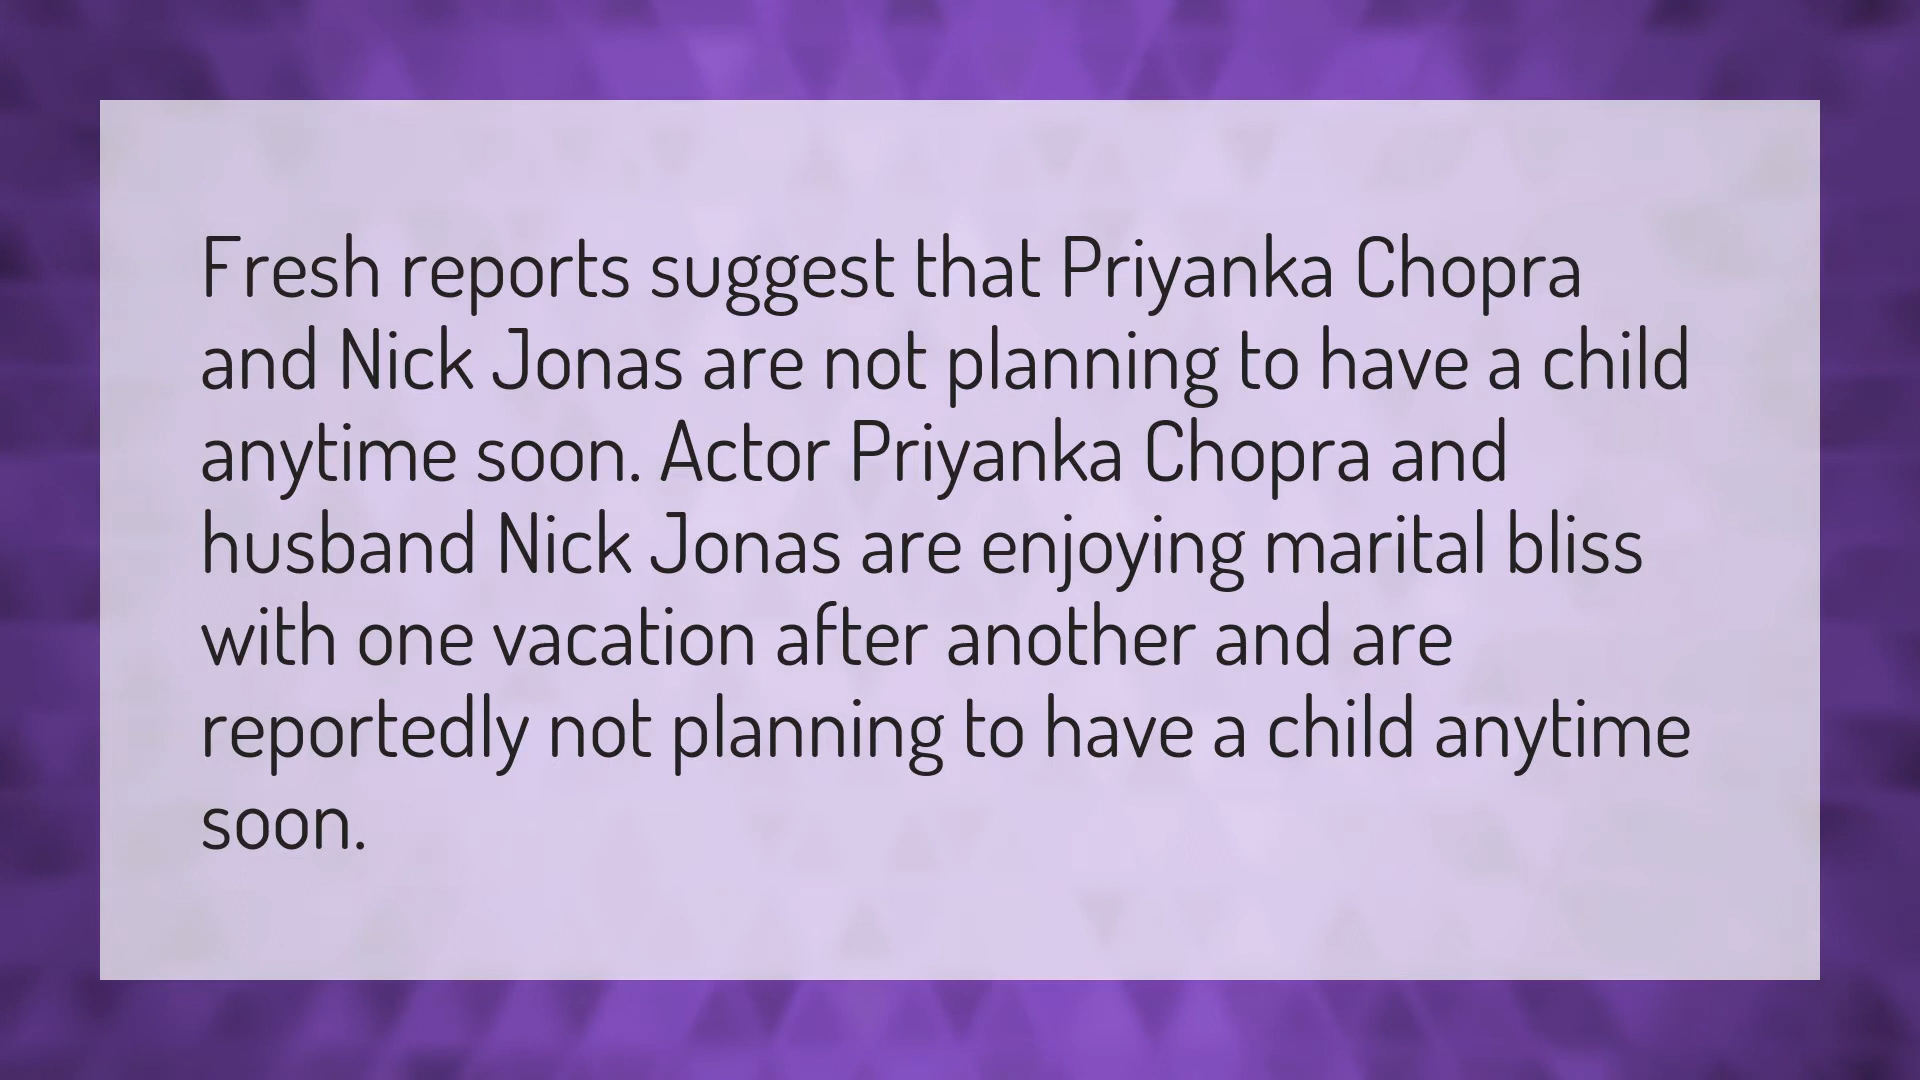 Fresh reports suggest that Priyanka Chopra
and Nick Jonas are not planning to have a child
anytime soon. Actor Priyanka Chopra and
husband Nick Jonas are enjoying marital bliss
with one vacation after another and are
reportedly not planning to have a child anytime
soon.